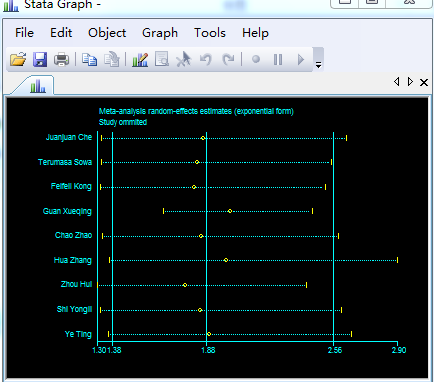 Stata Graph -
File Edit Object Graph Tools Help
Meta-analysis random-effects estimates (exponential form)
Study ommited
Juanjuan Che
Terumasa Sowa
Feifeli Kong
Guan Xueqing
Chao Zhao
Hua Zhang
Zhou Hui
Shi Yongli
Ye Ting
1.30 1.38 1.88 2.56 2.90